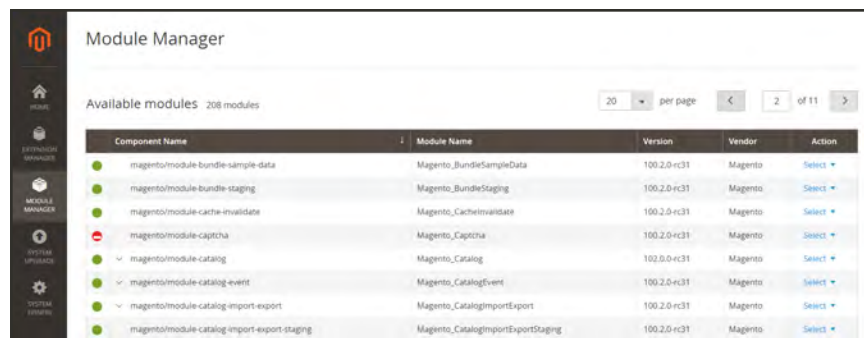 Module Manager
HOME
EXTENSION
MANAGER
MODULE
MANAGER
SYSTEM
UPGRADE
SYSTEM
CONFIG
Available modules 208 modules
20 per page 2 of 11
Component Name Module Name Version Vendor Action
magento/module-bundle-sample-data Magento_BundleSampleData 100.2.0-rc31 Magento Select
magento/module-bundle-staging Magento_BundleStaging 100.2.0-rc31 Magento Select
magento/module-cache-invalidate Magento_CacheInvalidate 100.2.0-rc31 Magento Select
magento/module-captcha Magento_Captcha 100.2.0-rc31 Magento Select
magento/module-catalog Magento_Catalog 102.0.0-rc31 Magento Select
magento/module-catalog-event Magento_CatalogEvent 100.2.0-rc31 Magento Select
magento/module-catalog-import-export Magento_CatalogImportExport 100.2.0-rc31 Magento Select
magento/module-catalog-import-export-staging Magento_CatalogImportExportStaging 100.2.0-rc31 Magento Select